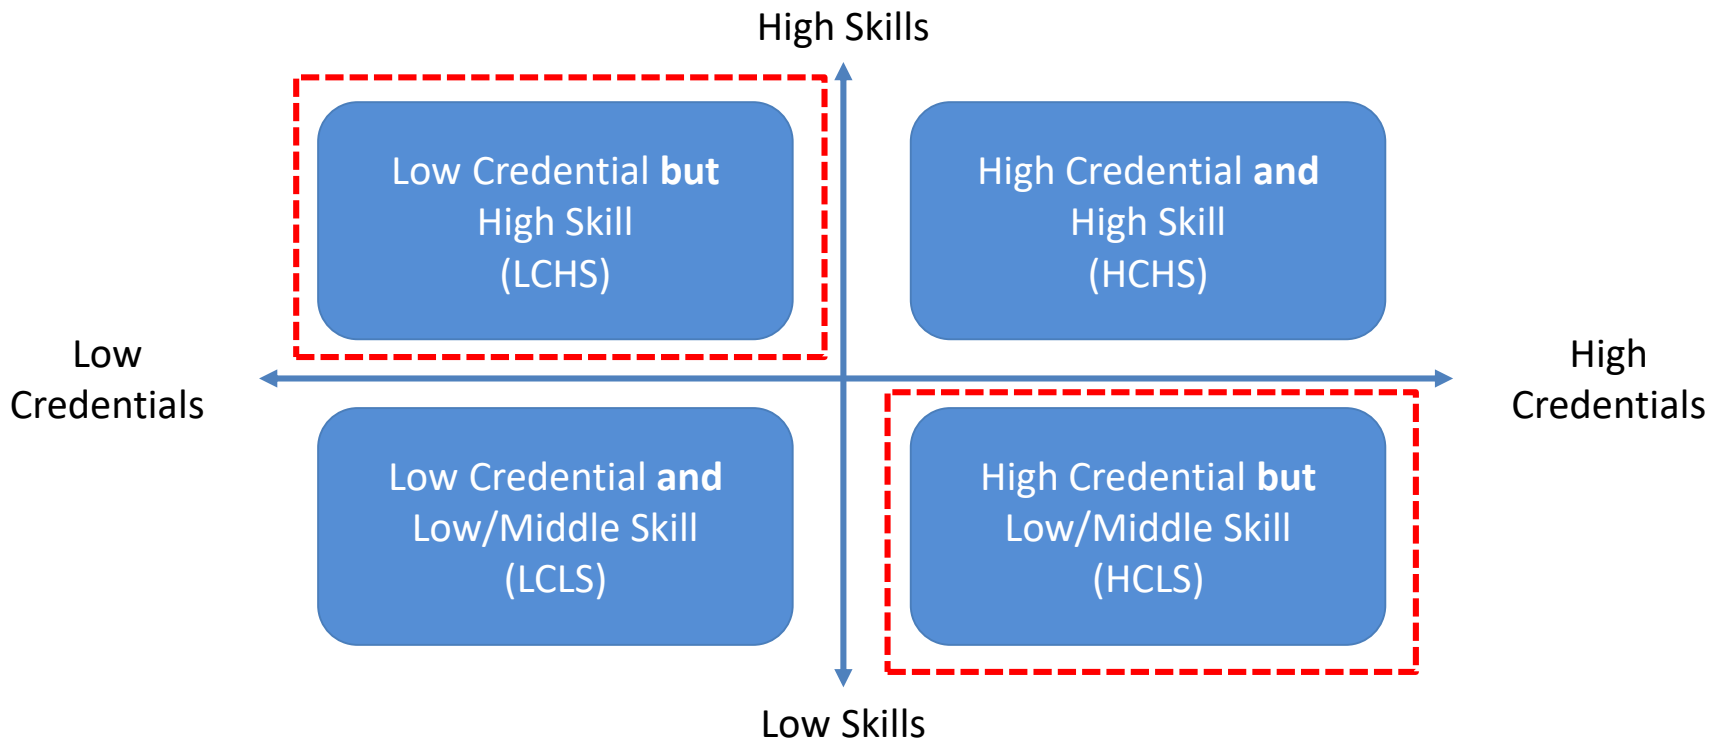 High Skills
Low Credential but
High Skill
(LCHS)
High Credential and
High Skill
(HCHS)
Low
Credentials
High
Credentials
Low Credential and
Low/Middle Skill
(LCLS)
High Credential but
Low/Middle Skill
(HCLS)
Low Skills